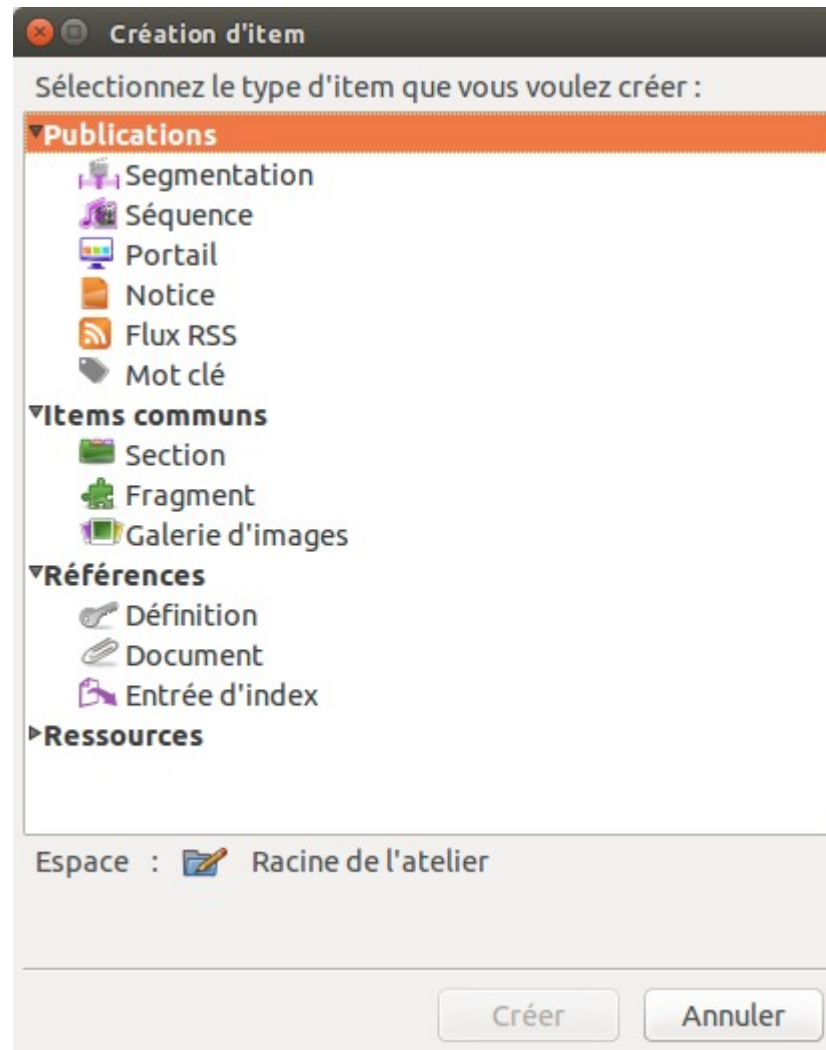 Création d'item
Sélectionnez le type d'item que vous voulez créer :
Publications
Segmentation
Séquence
Portail
Notice
Flux RSS
Mot clé
Items communs
Section
Fragment
Galerie d'images
Références
Définition
Document
Entrée d'index
Ressources
Espace : Racine de l'atelier
Créer Annuler